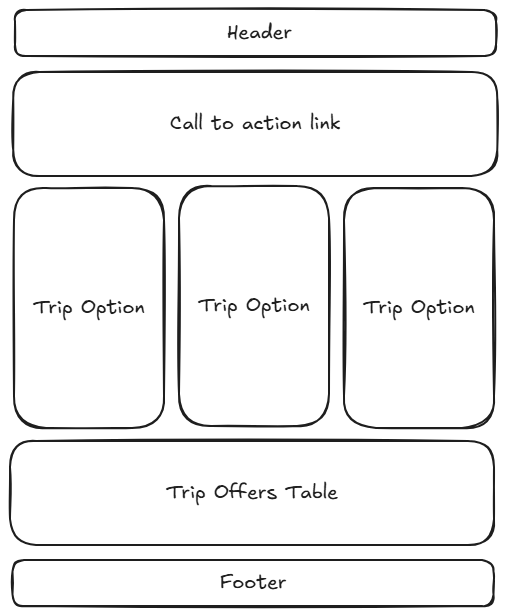 Header
Call to action link
Trip Option
Trip Option
Trip Option
Trip Offers Table
Footer